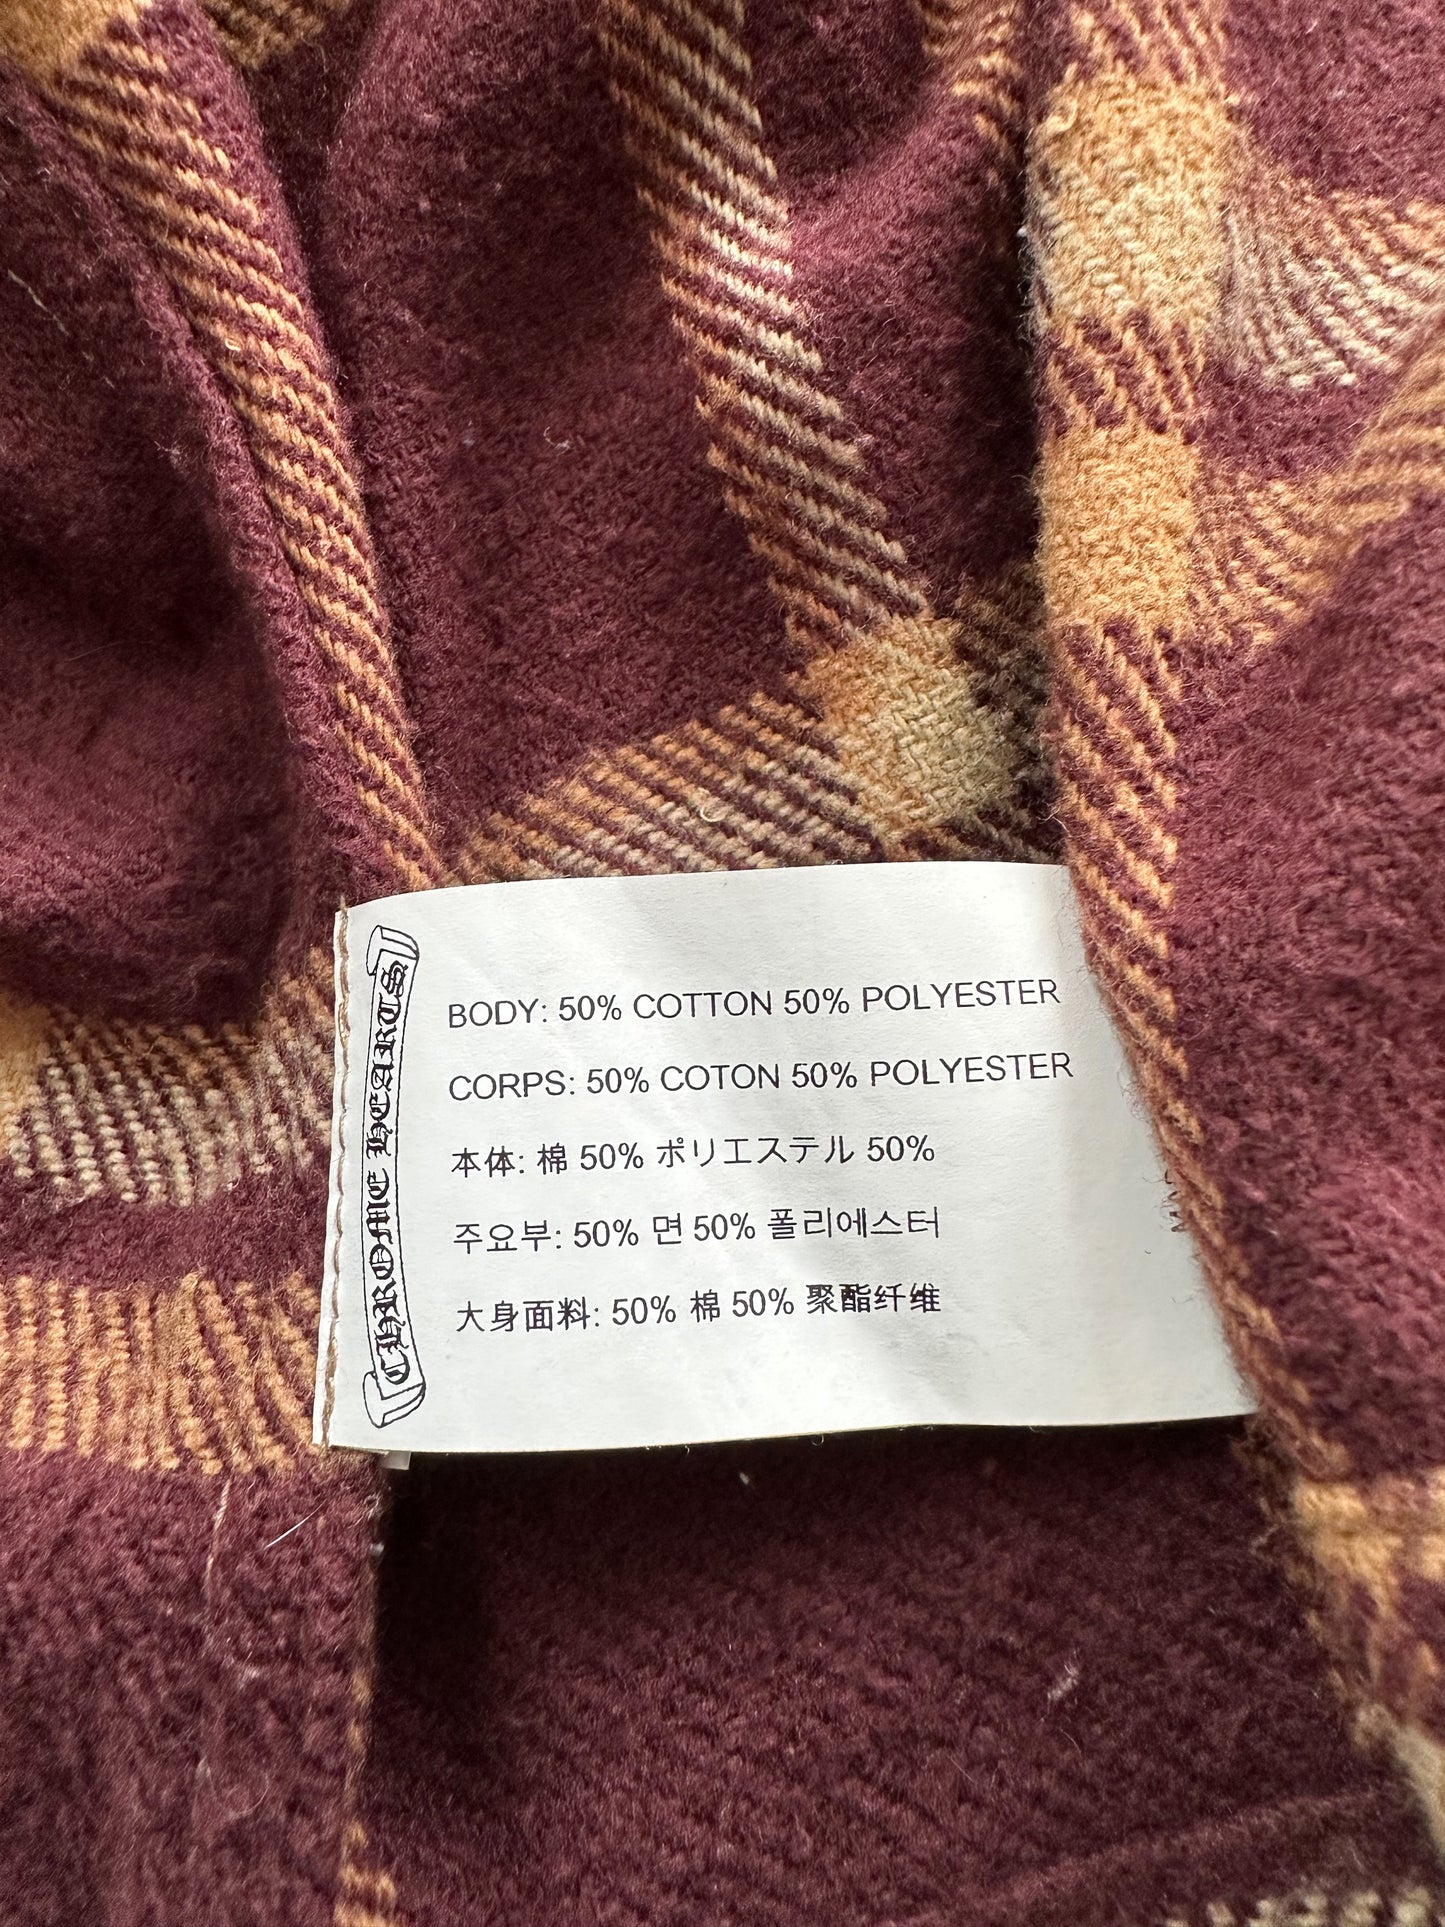 CHROME HEARTS
BODY: 50% COTTON 50% POLYESTER
CORPS: 50% COTON 50% POLYESTER
本体: 棉 50% ポリエステル 50%
주요부: 50% 면 50% 폴리에스터
大身面料: 50% 棉 50% 聚酯纤维